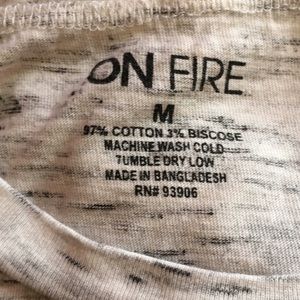 ON FIRE
M
97% COTTON 3% BISCOSE
MACHINE WASH COLD
TUMBLE DRY LOW
MADE IN BANGLADESH
RN# 93906